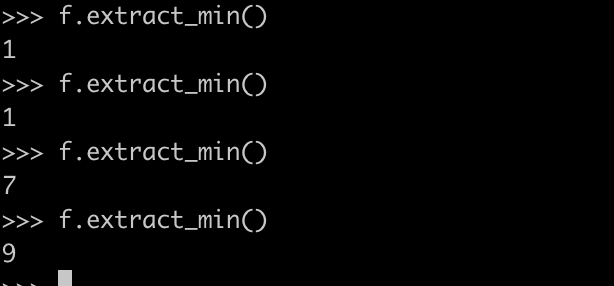 >>> f.extract_min()
1
>>> f.extract_min()
1
>>> f.extract_min()
7
>>> f.extract_min()
9
>>>